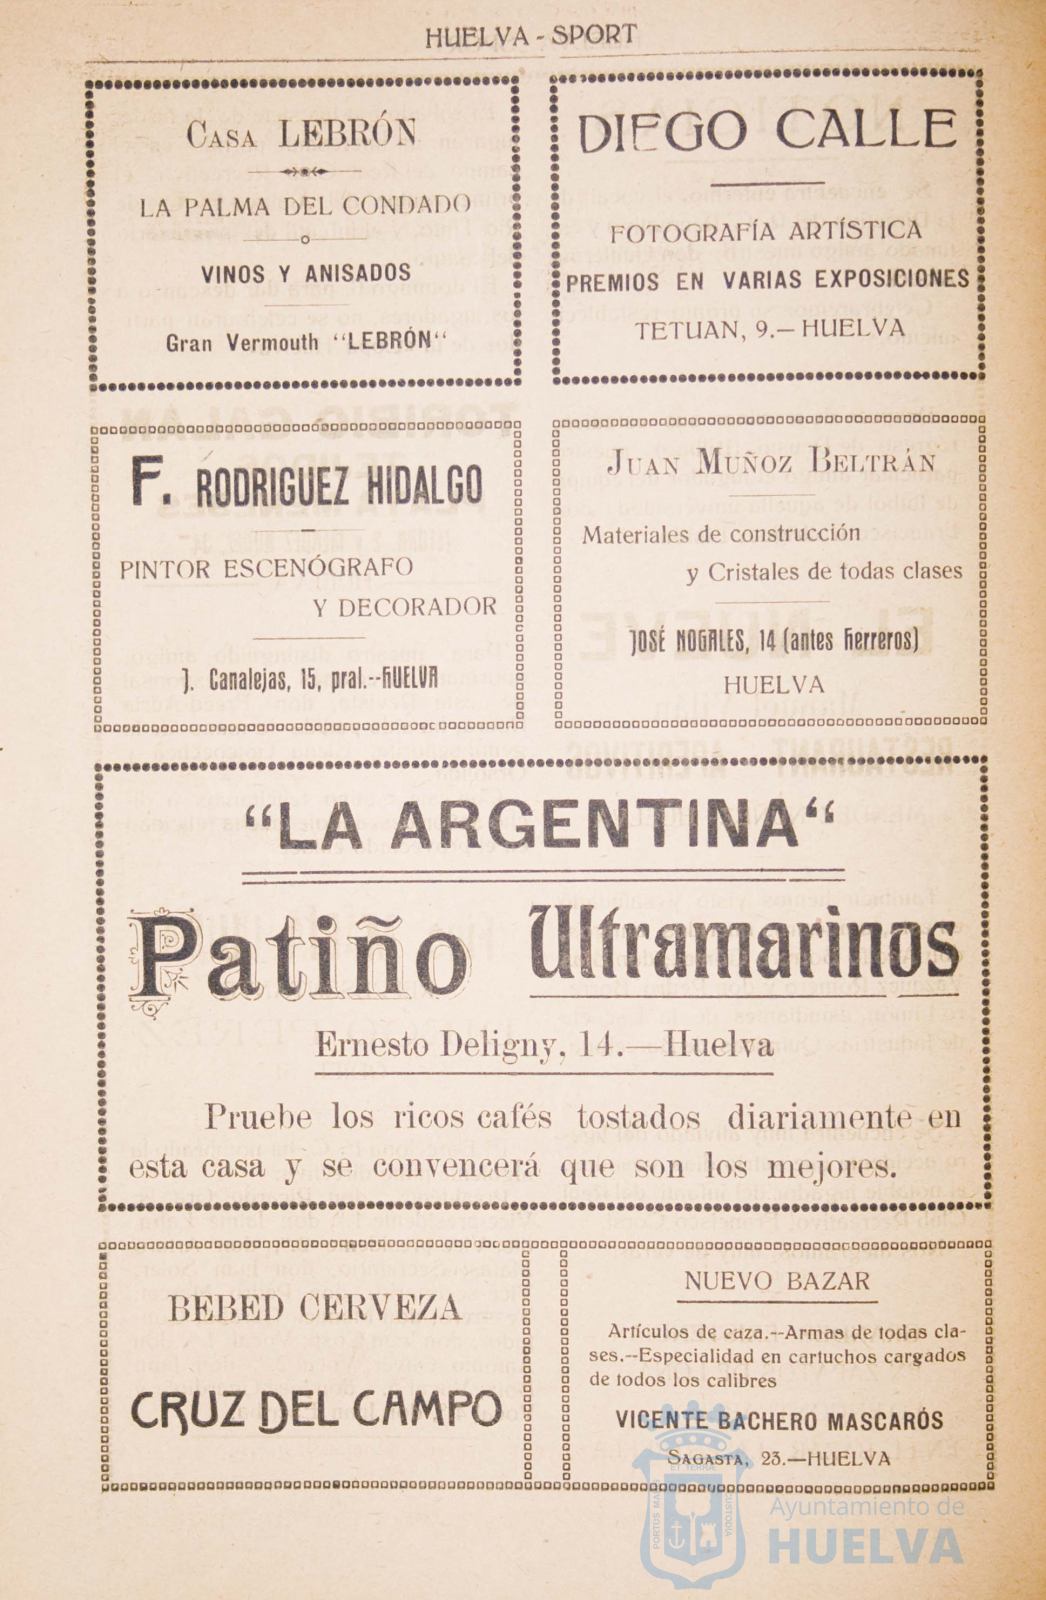 HUELVA - SPORT
CASA LEBRÓN
LA PALMA DEL CONDADO
VINOS Y ANISADOS
Gran Vermouth "LEBRÓN"
DIEGO CALLE
FOTOGRAFÍA ARTÍSTICA
PREMIOS EN VARIAS EXPOSICIONES
TETUAN, 9.—HUELVA
F. RODRIGUEZ HIDALGO
PINTOR ESCENÓGRAFO
Y DECORADOR
J. Canalejas, 15, pral.--HUELVA
JUAN MUÑOZ BELTRÁN
Materiales de construcción
y Cristales de todas clases
JOSÉ NOGALES, 14 (antes Herreros)
HUELVA
"LA ARGENTINA"
Patiño Ultramarinos
Ernesto Deligny, 14.—Huelva
Pruebe los ricos cafés tostados diariamente en
esta casa y se convencerá que son los mejores.
BEBED CERVEZA
CRUZ DEL CAMPO
NUEVO BAZAR
Artículos de caza.--Armas de todas cla-
ses.--Especialidad en cartuchos cargados
de todos los calibres
VICENTE BACHERO MASCARÓS
SAGASTA, 23.—HUELVA
PORTUS MARIS ET TERRÆ CUSTODIA
Ayuntamiento de
HUELVA